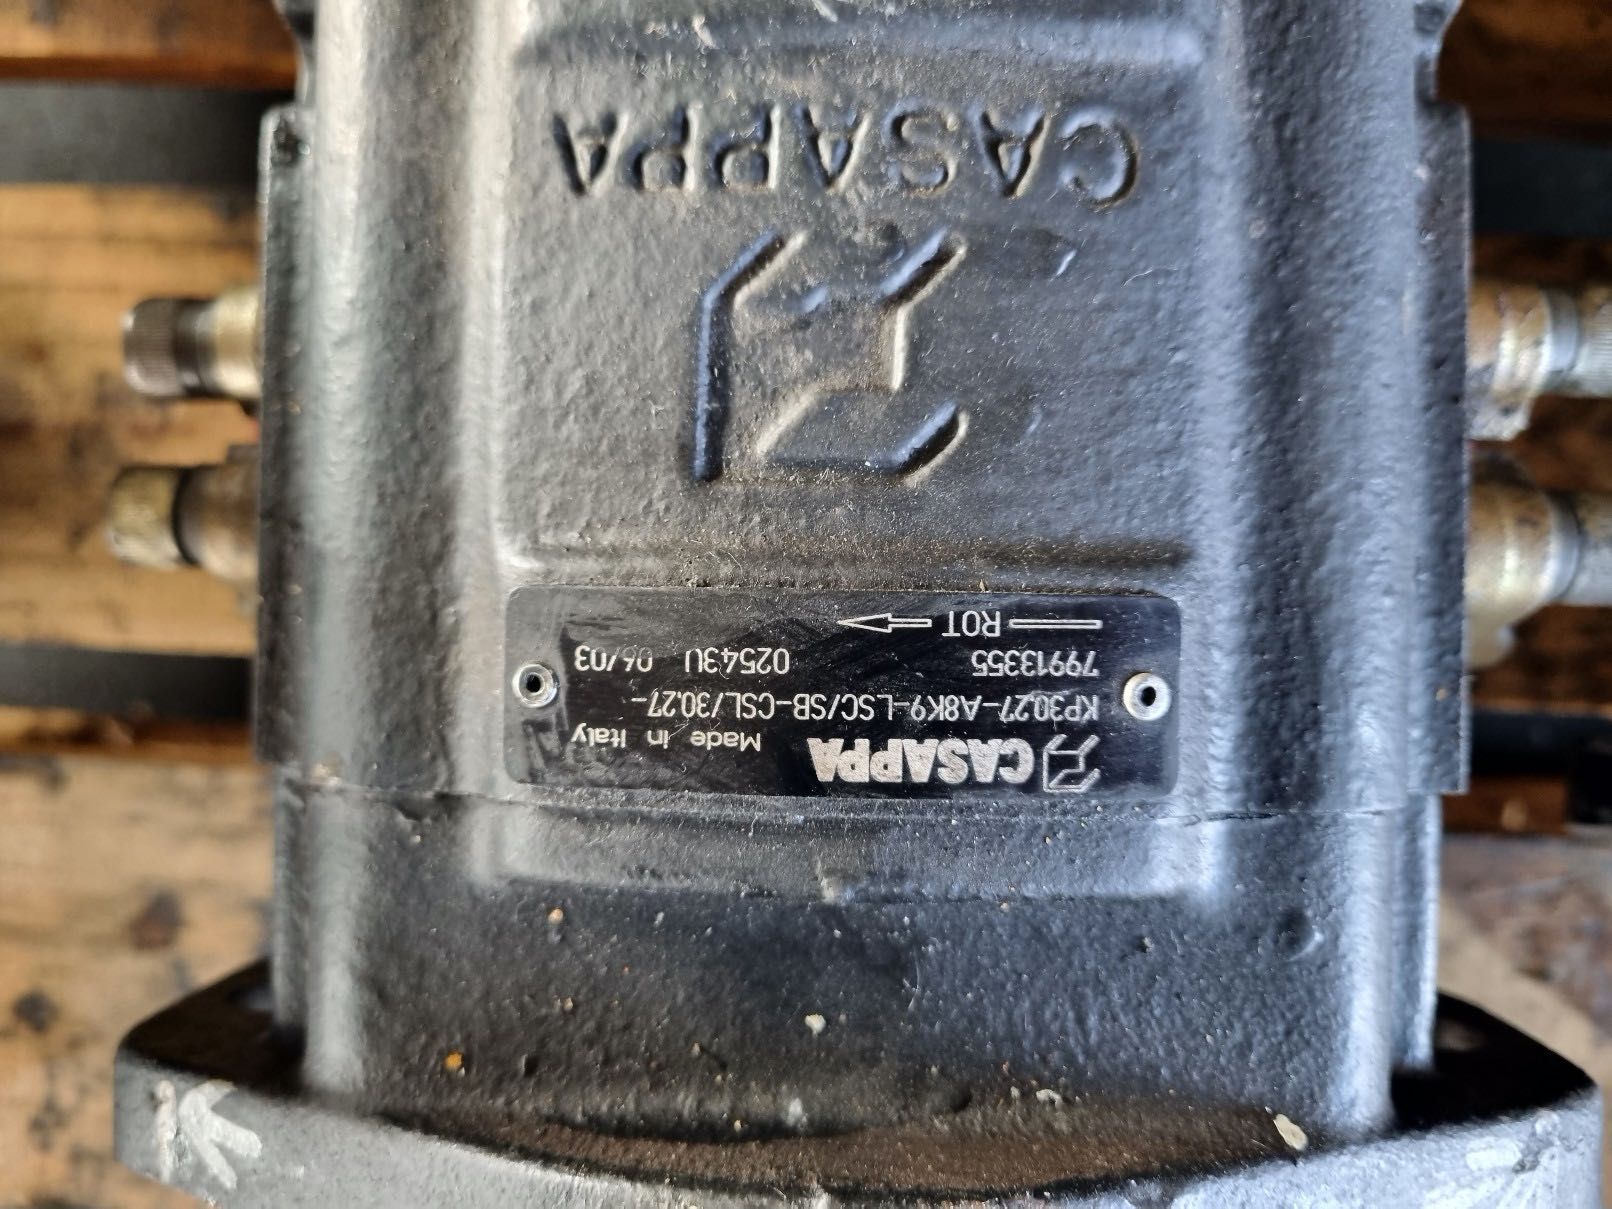 CASAPPA
CASAPPA Made in Italy
KP30.27-A8K9-LSC/SB-CSL/30.27-
79913355 02543U 06/03
ROT